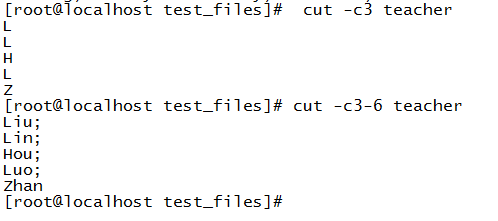 [root@localhost test_files]#  cut -c3 teacher
L
L
H
L
Z
[root@localhost test_files]# cut -c3-6 teacher
Liu;
Lin;
Hou;
Luo;
Zhan
[root@localhost test_files]#